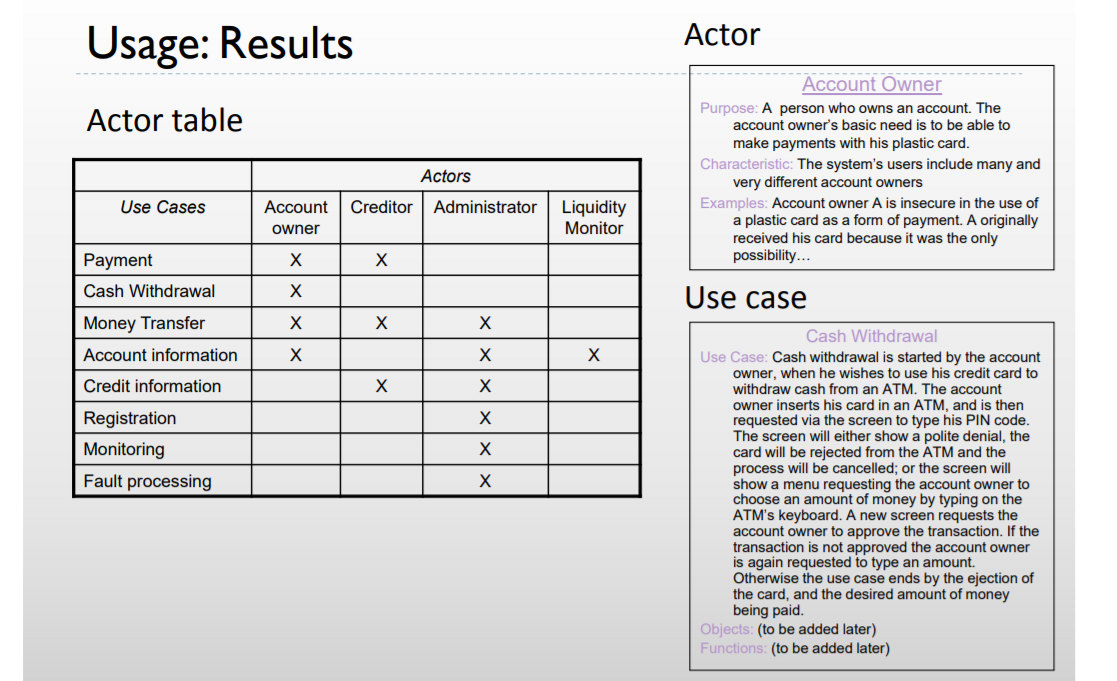 Usage: Results
Actor table
Actors
Use Cases Account owner Creditor Administrator Liquidity Monitor
Payment X X
Cash Withdrawal X
Money Transfer X X X
Account information X X X
Credit information X X
Registration X
Monitoring X
Fault processing X
Actor
Account Owner
Purpose: A person who owns an account. The
account owner's basic need is to be able to
make payments with his plastic card.
Characteristic: The system's users include many and
very different account owners
Examples: Account owner A is insecure in the use of
a plastic card as a form of payment. A originally
received his card because it was the only
possibility…
Use case
Cash Withdrawal
Use Case: Cash withdrawal is started by the account
owner, when he wishes to use his credit card to
withdraw cash from an ATM. The account
owner inserts his card in an ATM, and is then
requested via the screen to type his PIN code.
The screen will either show a polite denial, the
card will be rejected from the ATM and the
process will be cancelled; or the screen will
show a menu requesting the account owner to
choose an amount of money by typing on the
ATM's keyboard. A new screen requests the
account owner to approve the transaction. If the
transaction is not approved the account owner
is again requested to type an amount.
Otherwise the use case ends by the ejection of
the card, and the desired amount of money
being paid.
Objects: (to be added later)
Functions: (to be added later)